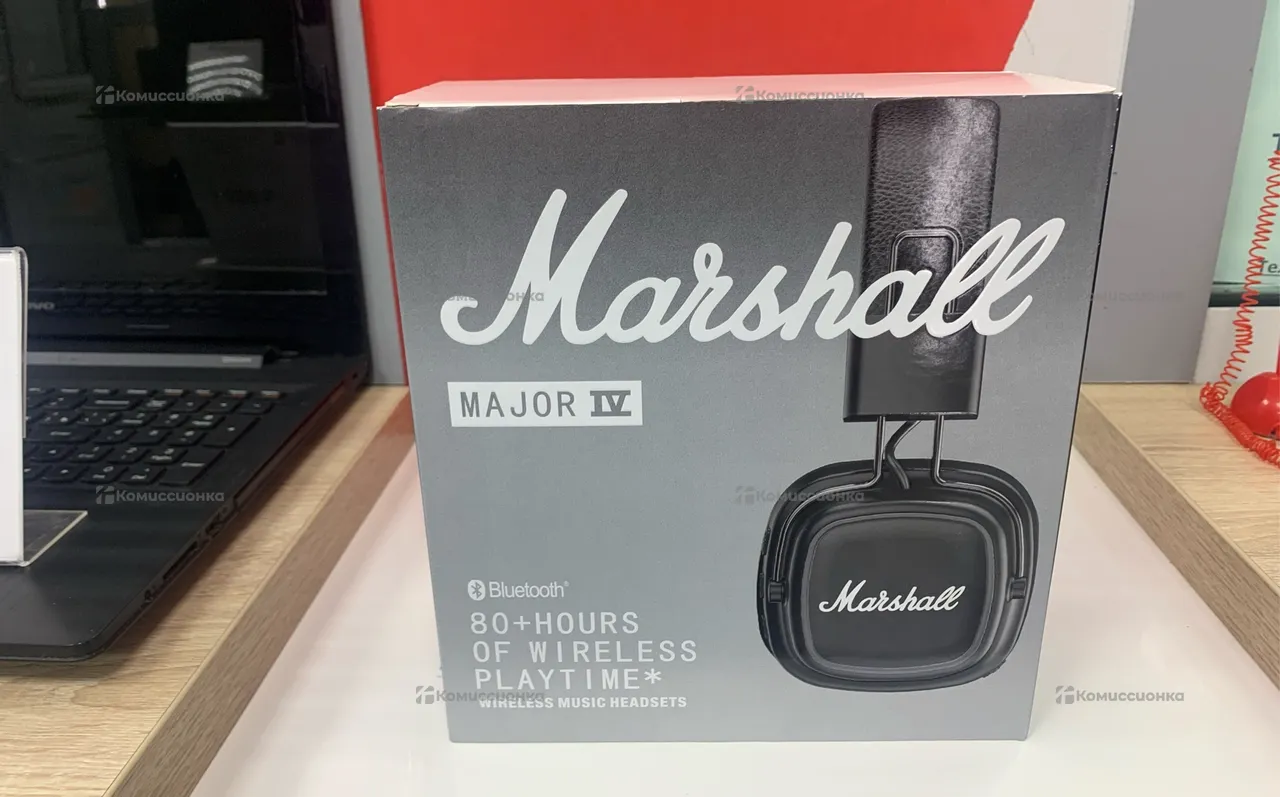 Комиссионка
Комиссионка
Marshall
MAJOR IV
Комиссионка
Комиссионка
Bluetooth®
80+HOURS
OF WIRELESS
PLAYTIME*
WIRELESS MUSIC HEADSETS
Marshall
Комиссионка
Комиссионка